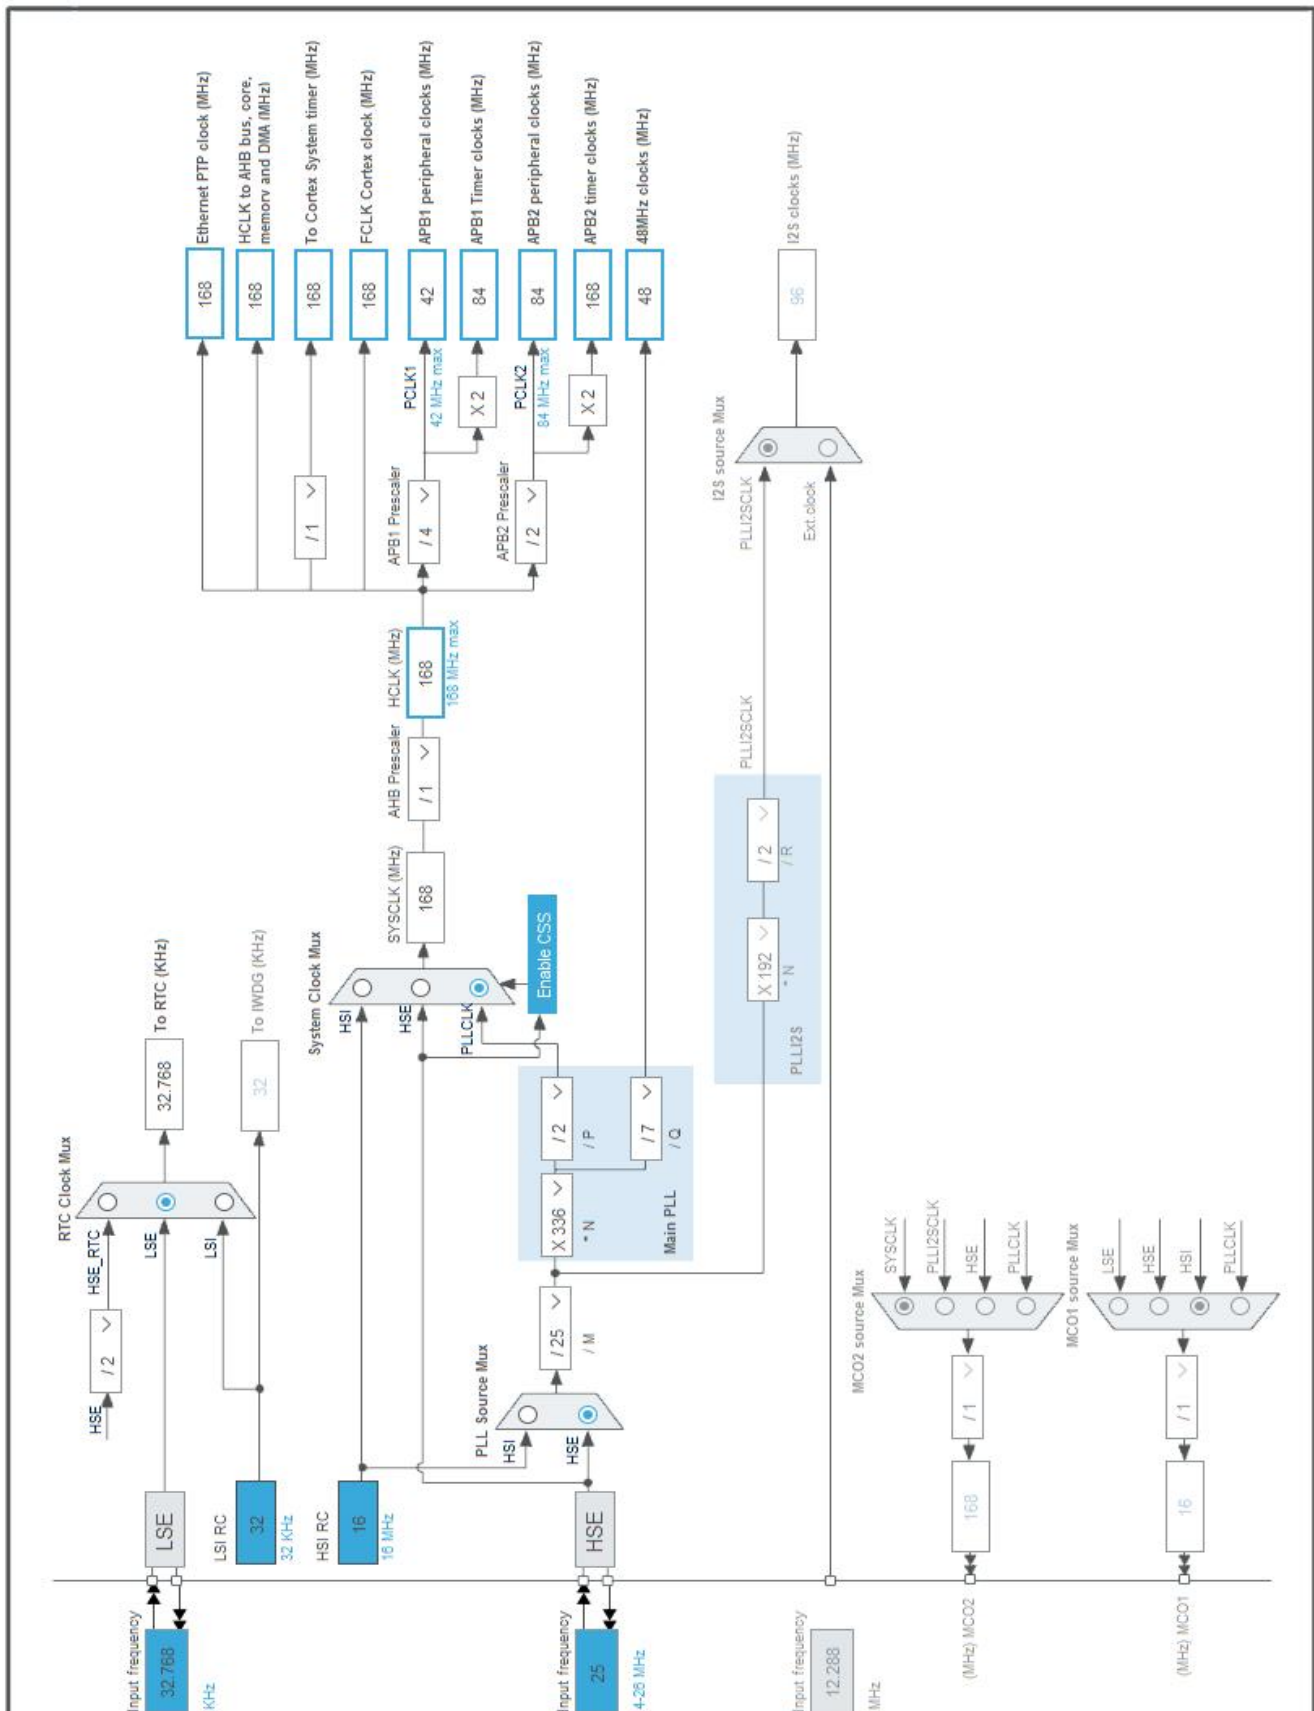 Input frequency
32.768
KHz
LSE
HSE
/ 2
HSE_RTC
LSE
LSI
RTC Clock Mux
32.768
To RTC (KHz)
LSI RC
32
32 KHz
32
To IWDG (KHz)
HSI RC
16
16 MHz
Input frequency
25
4-26 MHz
HSE
PLL Source Mux
HSI
HSE
/ 25
/ M
X 336
* N
/ 2
/ P
/ 7
/ Q
Main PLL
System Clock Mux
HSI
HSE
PLLCLK
Enable CSS
SYSCLK (MHz)
168
AHB Prescaler
/ 1
HCLK (MHz)
168
168 MHz max
168
Ethernet PTP clock (MHz)
168
HCLK to AHB bus, core,
memory and DMA (MHz)
/ 1
168
To Cortex System timer (MHz)
168
FCLK Cortex clock (MHz)
APB1 Prescaler
/ 4
PCLK1
42 MHz max
42
APB1 peripheral clocks (MHz)
X 2
84
APB1 Timer clocks (MHz)
APB2 Prescaler
/ 2
PCLK2
84 MHz max
84
APB2 peripheral clocks (MHz)
X 2
168
APB2 timer clocks (MHz)
48
48MHz clocks (MHz)
PLLI2S
X 192
* N
/ 2
/ R
PLLI2SCLK
PLLI2SCLK
I2S source Mux
Ext.clock
96
I2S clocks (MHz)
Input frequency
12.288
MHz
MCO2 source Mux
SYSCLK
PLLI2SCLK
HSE
PLLCLK
/ 1
168
(MHz) MCO2
MCO1 source Mux
LSE
HSE
HSI
PLLCLK
/ 1
16
(MHz) MCO1